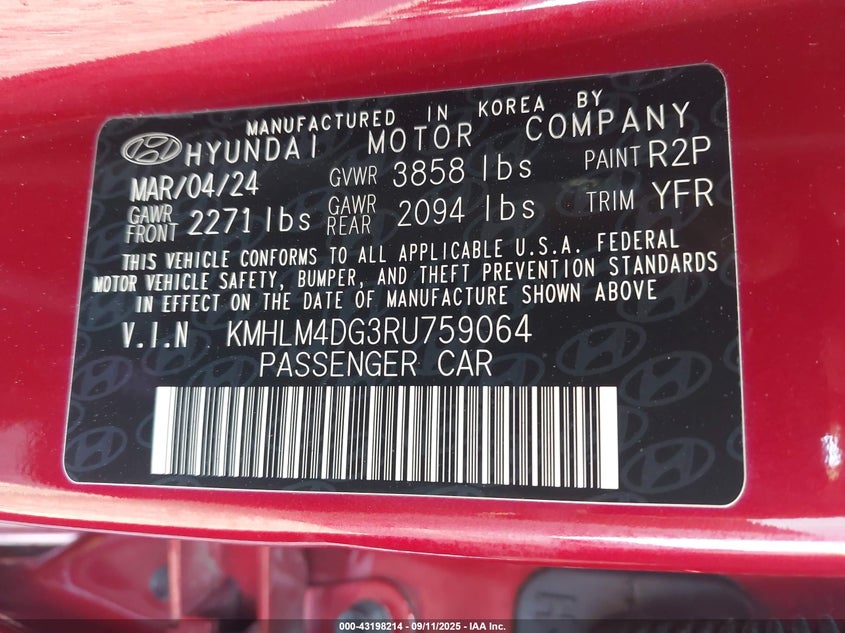 MANUFACTURED IN KOREA BY
HYUNDAI MOTOR COMPANY
MAR/04/24 GVWR 3858 lbs PAINT R2P
GAWR FRONT 2271 lbs GAWR REAR 2094 lbs TRIM YFR
THIS VEHICLE CONFORMS TO ALL APPLICABLE U.S.A. FEDERAL
MOTOR VEHICLE SAFETY, BUMPER, AND THEFT PREVENTION STANDARDS
IN EFFECT ON THE DATE OF MANUFACTURE SHOWN ABOVE
V.I.N KMHLM4DG3RU759064
PASSENGER CAR
000-43198214 - 09/11/2025 - IAA Inc.